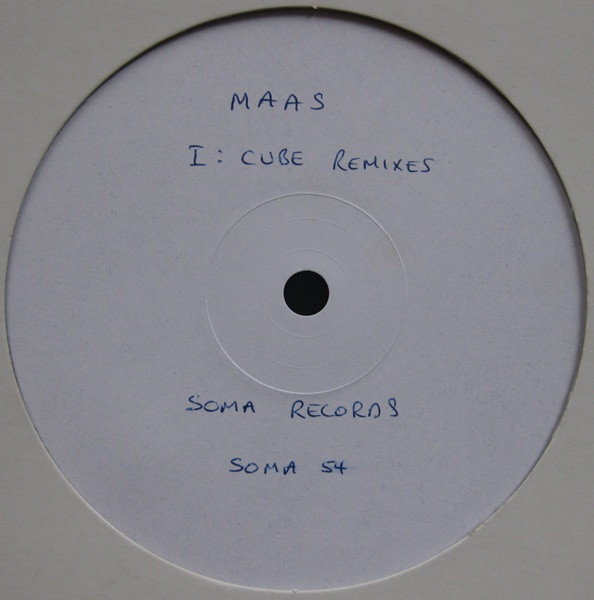 MAAS
I: CUBE REMIXES
SOMA RECORDS
SOMA 54